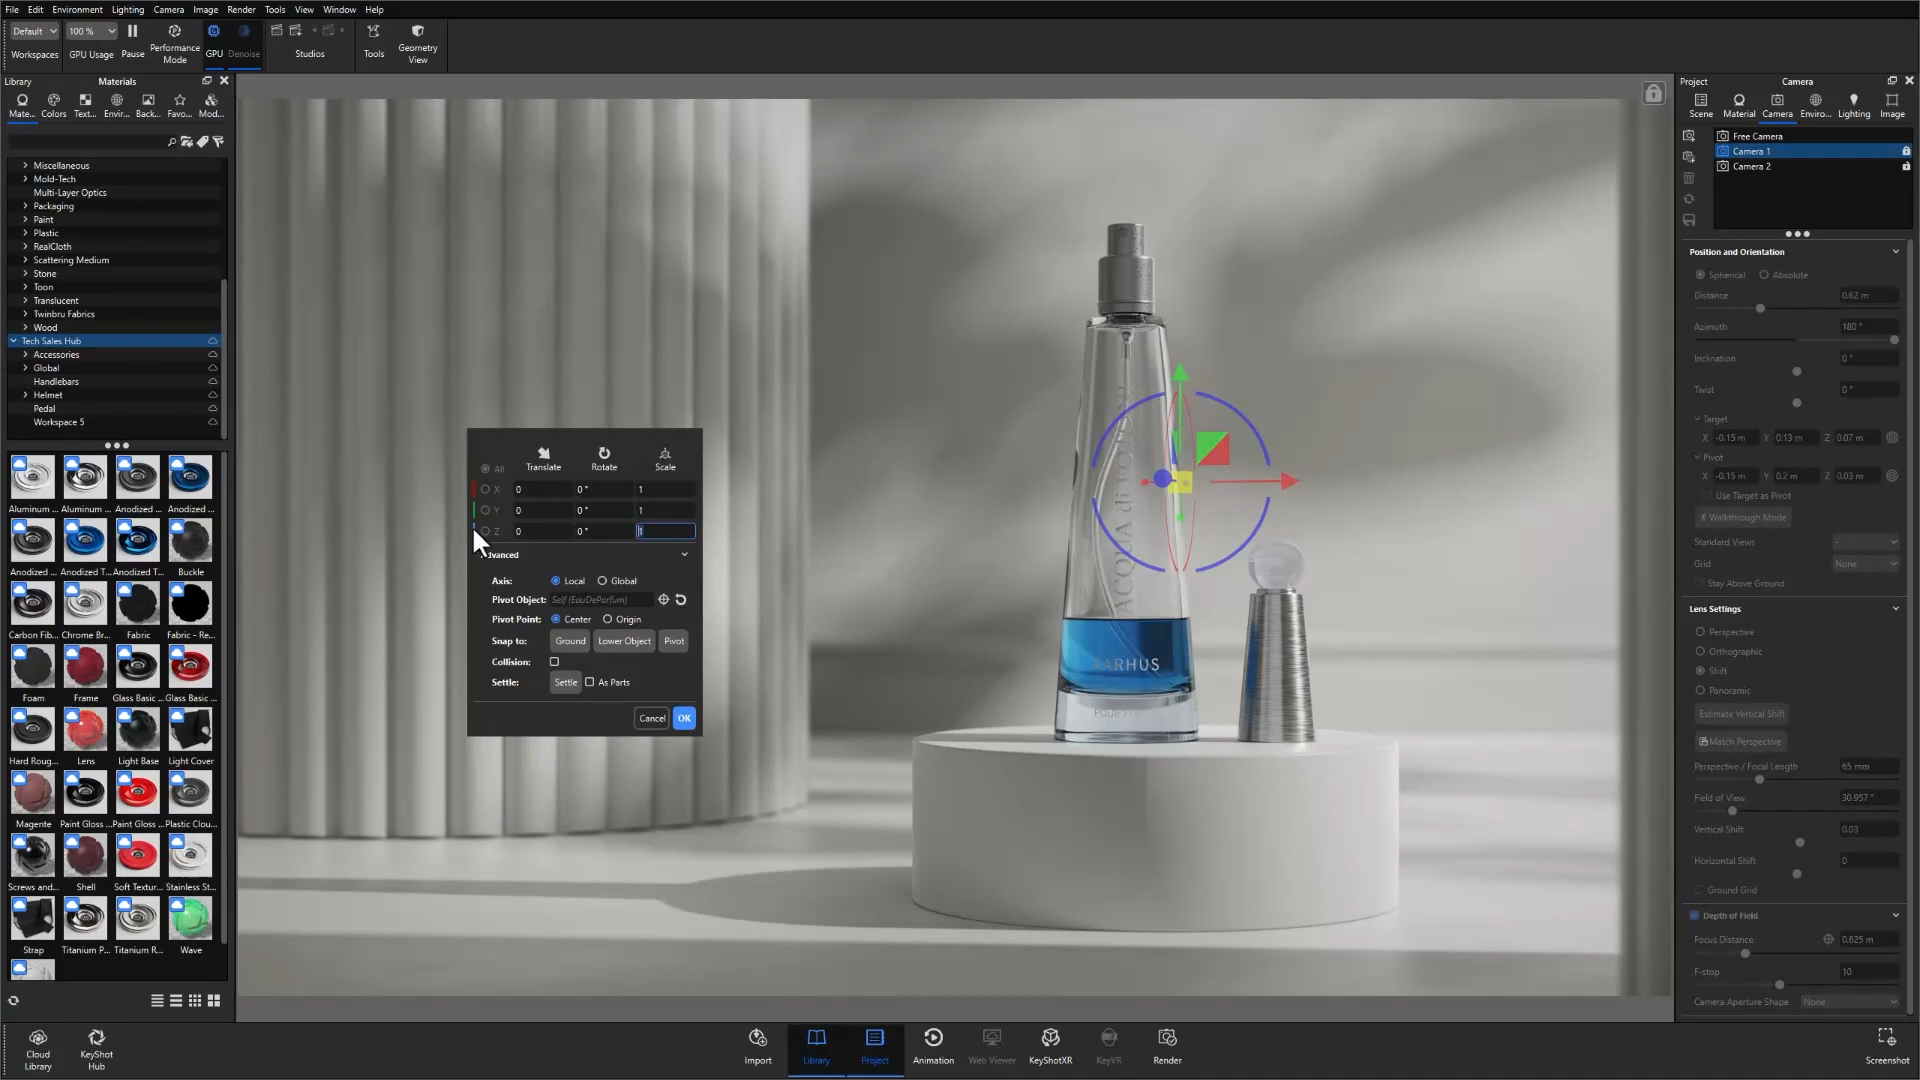 File Edit Environment Lighting Camera Image Render Tools View Window Help
Default 100 %
Workspaces GPU Usage Pause Performance Mode GPU Denoise Studios Tools Geometry View
Library Materials
Mate... Colors Text... Envir... Back... Favo... Mod...
Miscellaneous
Mold-Tech
Multi-Layer Optics
Packaging
Paint
Plastic
RealCloth
Scattering Medium
Stone
Toon
Translucent
Twinbru Fabrics
Wood
Tech Sales Hub
Accessories
Global
Handlebars
Helmet
Pedal
Workspace 5
Aluminum ... Aluminum ... Anodized ... Anodized ...
Anodized ... Anodized T... Anodized T... Buckle
Carbon Fib... Chrome Br... Fabric Fabric - Re...
Foam Frame Glass Basic ... Glass Basic ...
Hard Roug... Lens Light Base Light Cover
Magente Paint Gloss ... Paint Gloss ... Plastic Clou...
Screws and... Shell Soft Textur... Stainless St...
Strap Titanium P... Titanium R... Wave
Translate Rotate Scale
All
X 0 0 ° 1
Y 0 0 ° 1
Z 0 0 ° 1
dvanced
Axis: Local Global
Pivot Object: Self (EauDeParfum)
Pivot Point: Center Origin
Snap to: Ground Lower Object Pivot
Collision:
Settle: Settle As Parts
Cancel OK
ACQUA di
AARHUS
POUR
Project Camera
Scene Material Camera Enviro... Lighting Image
Free Camera
Camera 1
Camera 2
Position and Orientation
Spherical Absolute
Distance 0.62 m
Azimuth 180 °
Inclination 0 °
Twist 0 °
Target
X -0.15 m Y 0.13 m Z 0.07 m
Pivot
X -0.15 m Y 0.2 m Z 0.03 m
Use Target as Pivot
Walkthrough Mode
Standard Views -
Grid None
Stay Above Ground
Lens Settings
Perspective
Orthographic
Shift
Panoramic
Estimate Vertical Shift
Match Perspective
Perspective / Focal Length 65 mm
Field of View 30.957 °
Vertical Shift 0.03
Horizontal Shift 0
Ground Grid
Depth of Field
Focus Distance 0.625 m
F-stop 10
Camera Aperture Shape None
Cloud Library KeyShot Hub Import Library Project Animation Web Viewer KeyShotXR KeyVR Render Screenshot